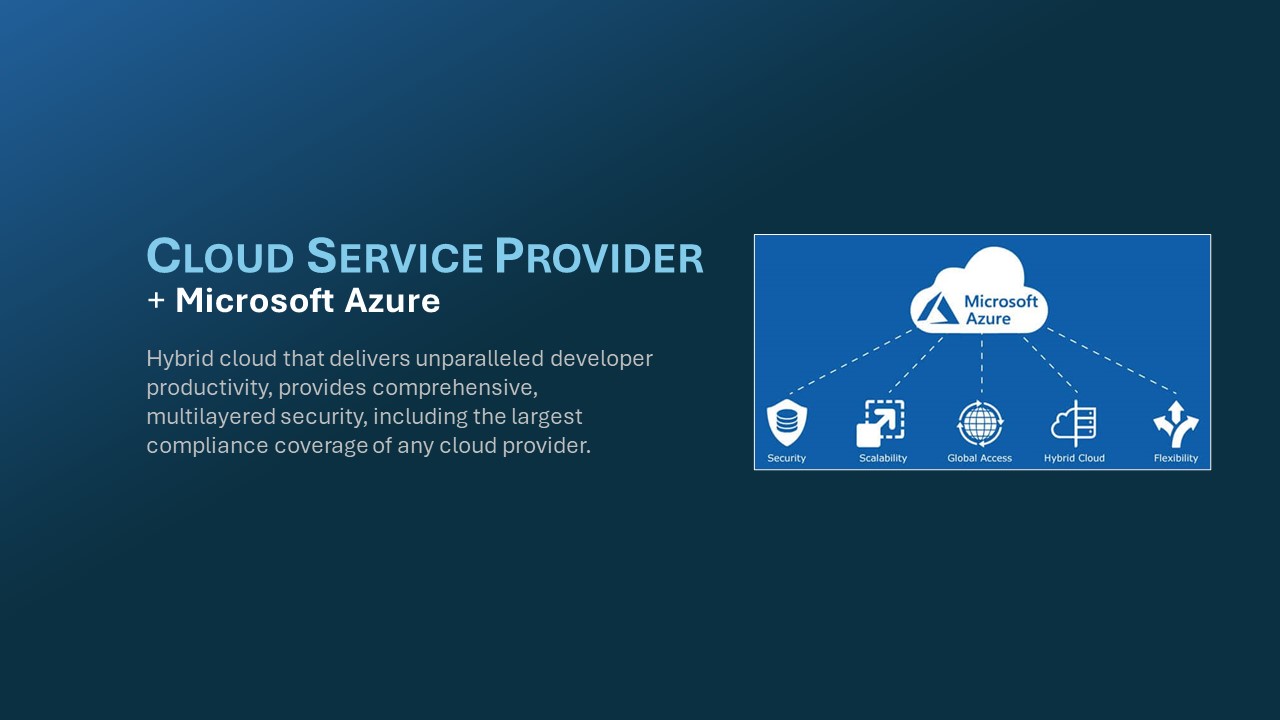 CLOUD SERVICE PROVIDER
+ Microsoft Azure
Hybrid cloud that delivers unparalleled developer
productivity, provides comprehensive,
multilayered security, including the largest
compliance coverage of any cloud provider.
Microsoft
Azure
Security
Scalability
Global Access
Hybrid Cloud
Flexibility